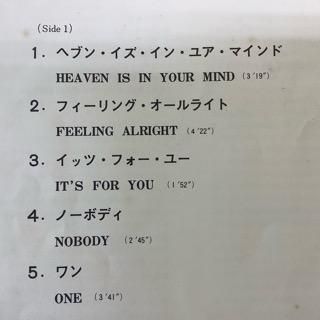 (Side 1)
1. ヘブン・イズ・イン・ユア・マインド
HEAVEN IS IN YOUR MIND (3′19″)
2. フィーリング・オールライト
FEELING ALRIGHT (4′22″)
3. イッツ・フォー・ユー
IT'S FOR YOU (1′52″)
4. ノーボディ
NOBODY (2′45″)
5. ワン
ONE (3′41″)